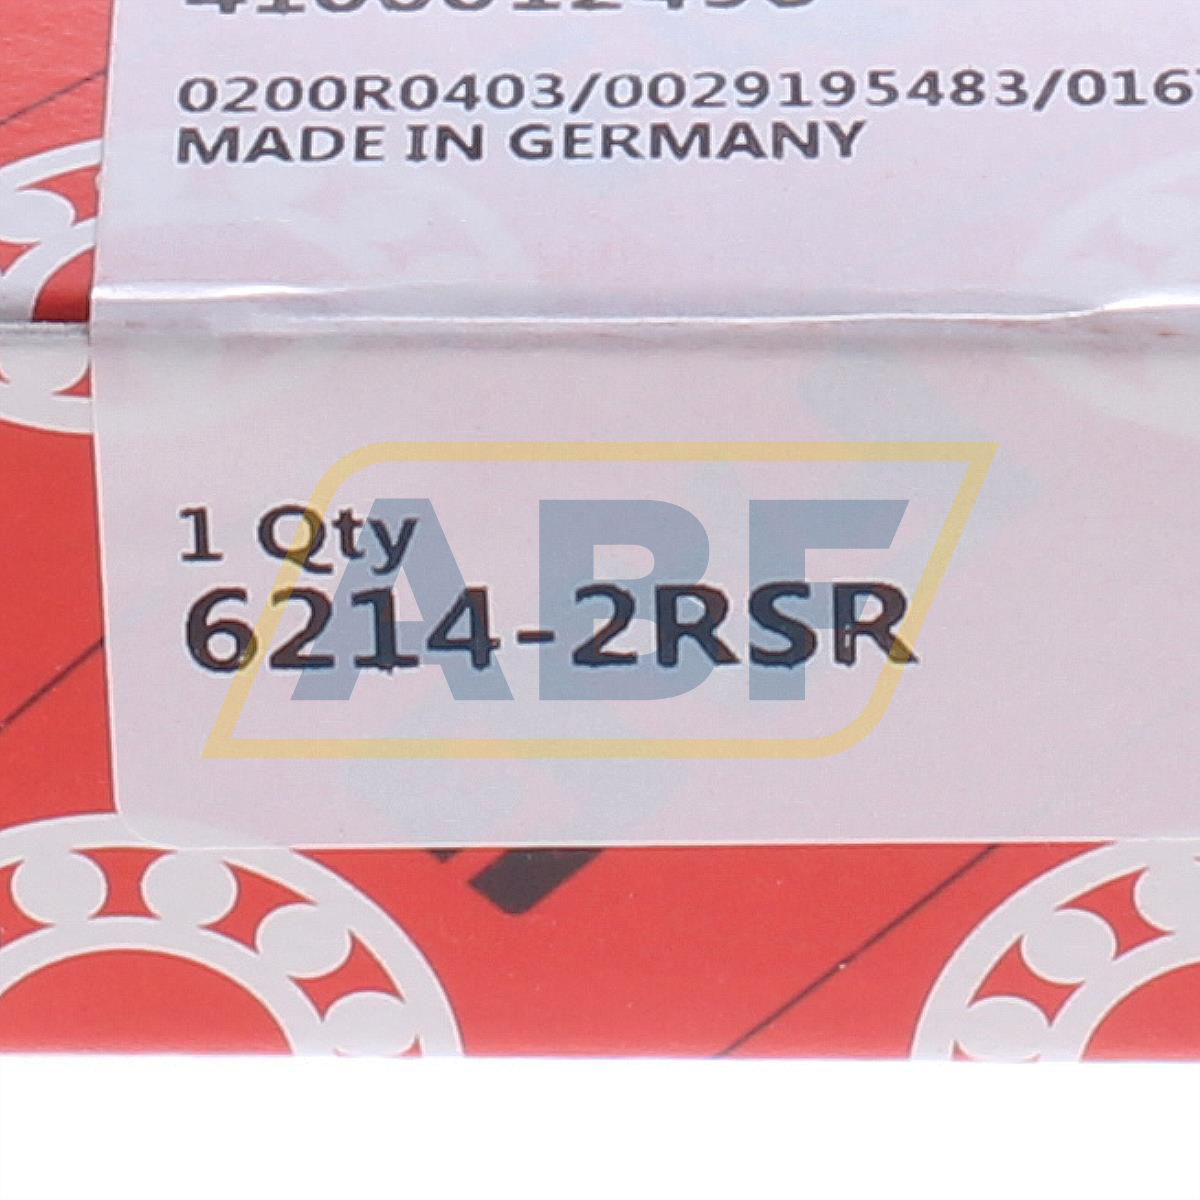 0200R0403/0029195483/016
MADE IN GERMANY
1 Qty
6214-2RSR
ABF